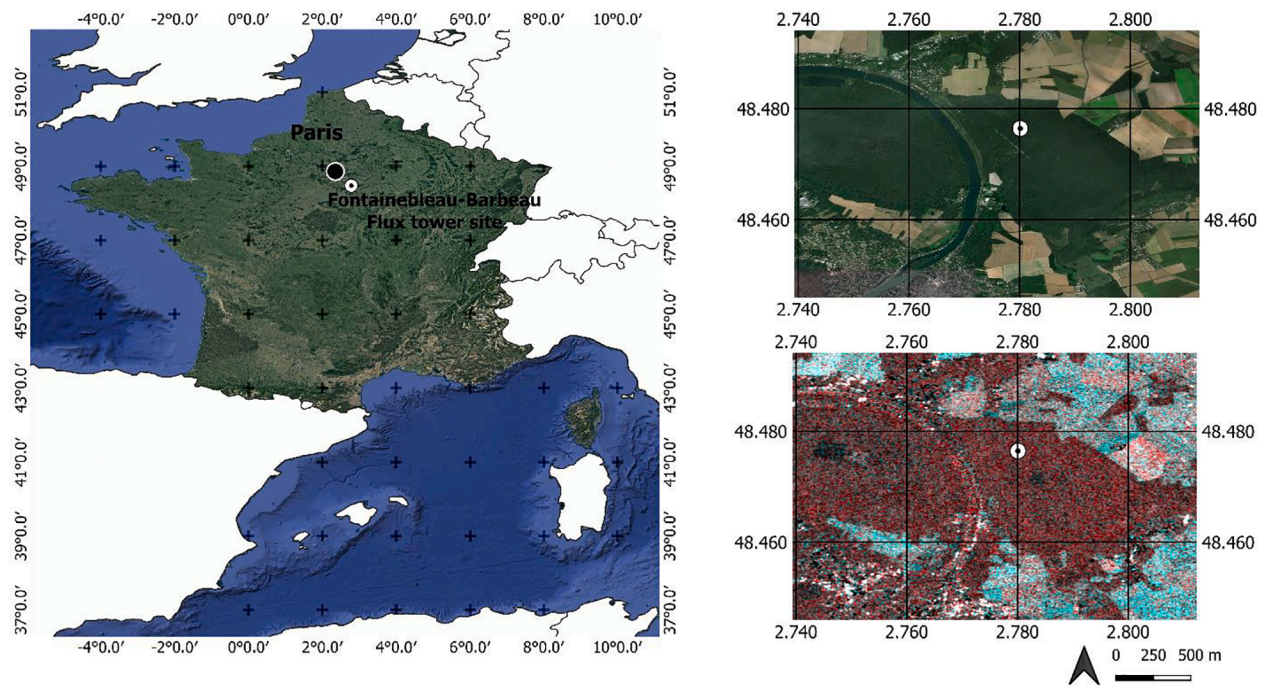 -4°0.0′ -2°0.0′ 0°0.0′ 2°0.0′ 4°0.0′ 6°0.0′ 8°0.0′ 10°0.0′
51°0.0′ 51°0.0′
49°0.0′ 49°0.0′
47°0.0′ 47°0.0′
45°0.0′ 45°0.0′
43°0.0′ 43°0.0′
41°0.0′ 41°0.0′
39°0.0′ 39°0.0′
37°0.0′ 37°0.0′
Paris
Fontainebleau-Barbeau
Flux tower site
-4°0.0′ -2°0.0′ 0°0.0′ 2°0.0′ 4°0.0′ 6°0.0′ 8°0.0′ 10°0.0′
2.740 2.760 2.780 2.800
48.480 48.480
48.460 48.460
2.740 2.760 2.780 2.800
2.740 2.760 2.780 2.800
48.480 48.480
48.460 48.460
2.740 2.760 2.780 2.800
0 250 500 m